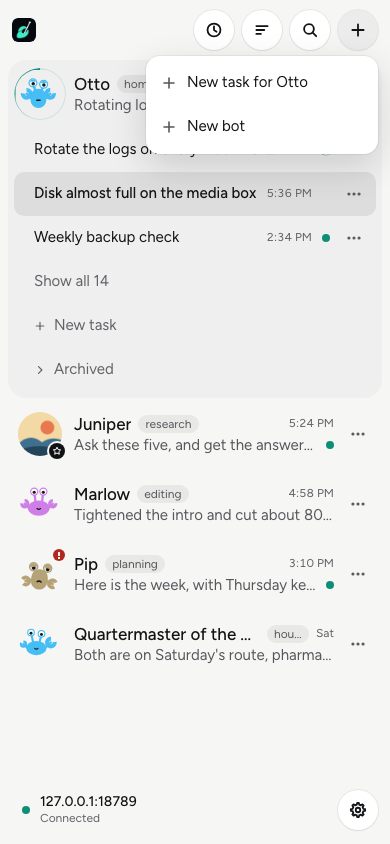 New task for Otto
New bot
Otto
Rotating lo
Rotate the logs o
Disk almost full on the media box 5:36 PM
Weekly backup check 2:34 PM
Show all 14
New task
Archived
Juniper research 5:24 PM
Ask these five, and get the answer...
Marlow editing 4:58 PM
Tightened the intro and cut about 80...
Pip planning 3:10 PM
Here is the week, with Thursday ke...
Quartermaster of the ... hou... Sat
Both are on Saturday's route, pharma...
127.0.0.1:18789
Connected